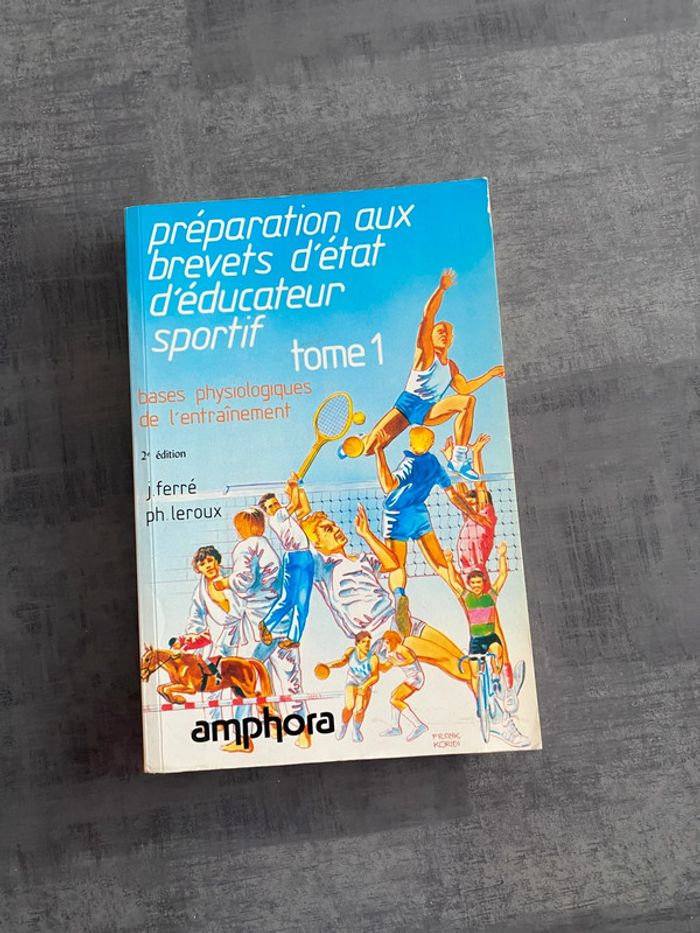 préparation aux
brevets d'état
d'éducateur
sportif
tome 1
bases physiologiques
de l'entraînement
2e édition
j. ferré
ph. leroux
amphora
FRANK
KORIDI